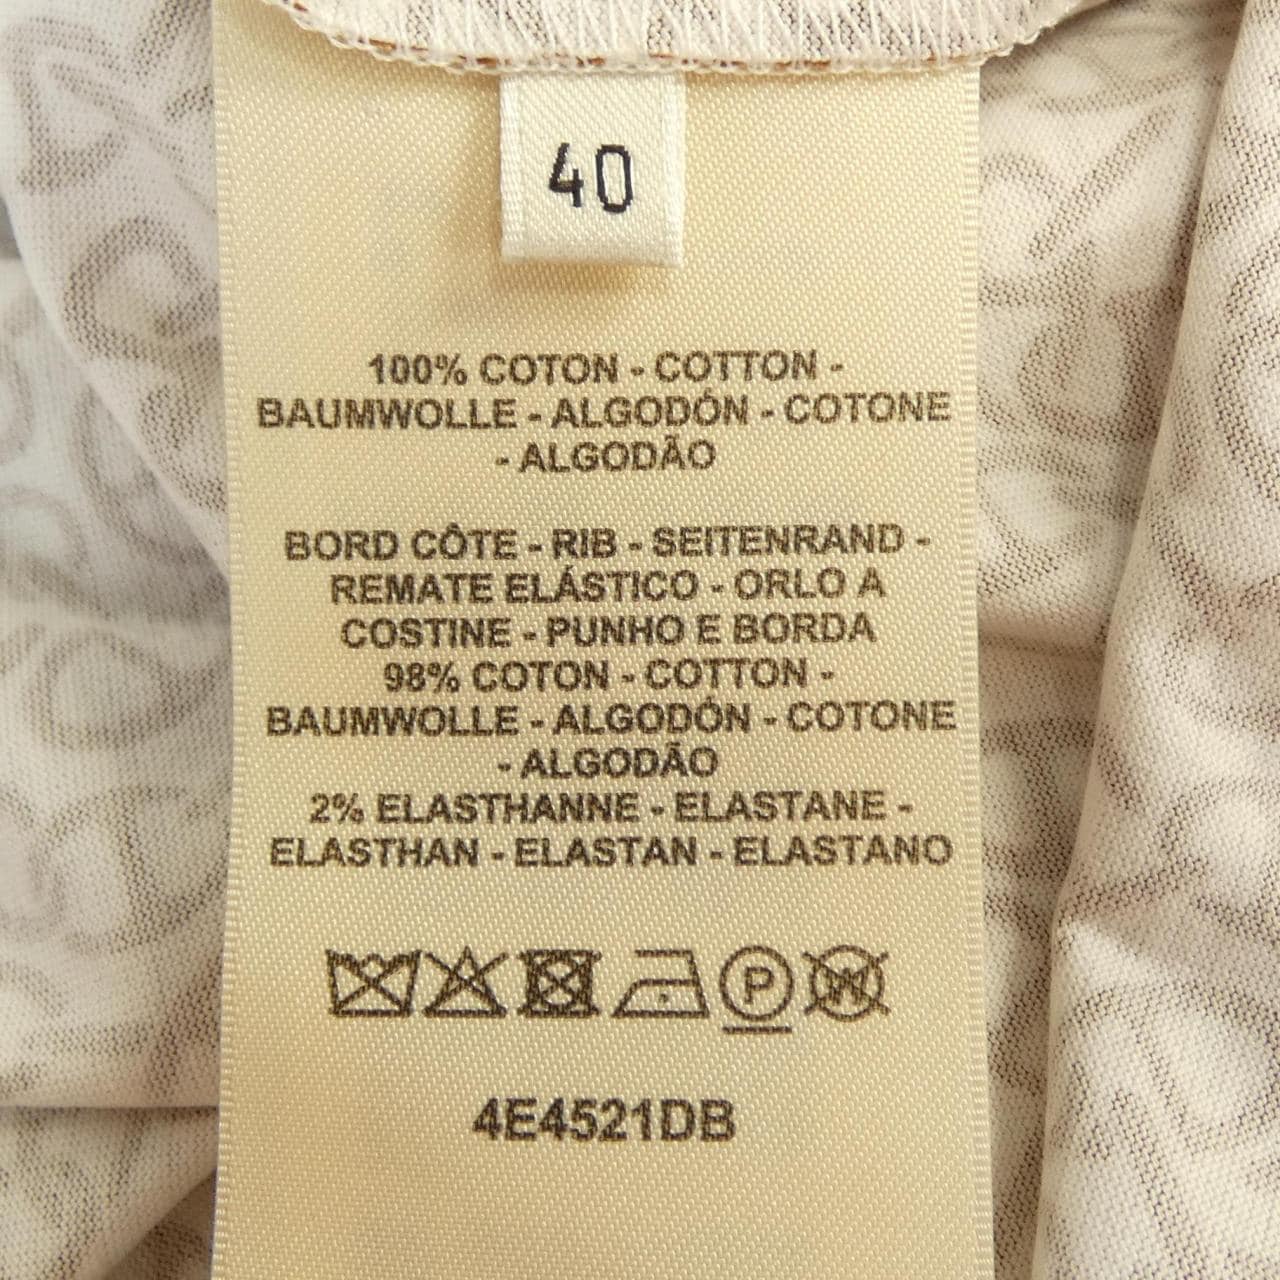 40
100% COTON - COTTON -
BAUMWOLLE - ALGODÓN - COTONE
- ALGODÃO
BORD CÔTE - RIB - SEITENRAND -
REMATE ELÁSTICO - ORLO A
COSTINE - PUNHO E BORDA
98% COTON - COTTON -
BAUMWOLLE - ALGODÓN - COTONE
- ALGODÃO
2% ELASTHANNE - ELASTANE -
ELASTHAN - ELASTAN - ELASTANO
P W
4E4521DB